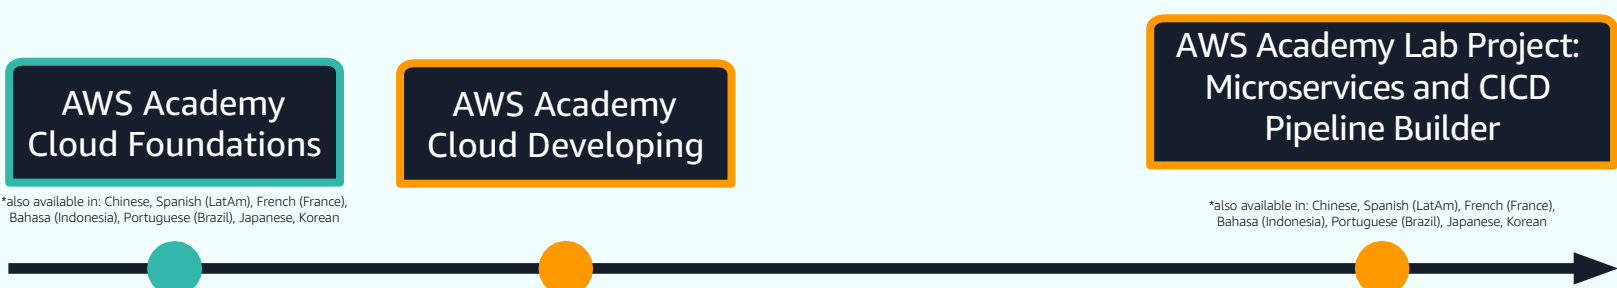 AWS Academy
Cloud Foundations
*also available in: Chinese, Spanish (LatAm), French (France),
Bahasa (Indonesia), Portuguese (Brazil), Japanese, Korean
AWS Academy
Cloud Developing
AWS Academy Lab Project:
Microservices and CICD
Pipeline Builder
*also available in: Chinese, Spanish (LatAm), French (France),
Bahasa (Indonesia), Portuguese (Brazil), Japanese, Korean